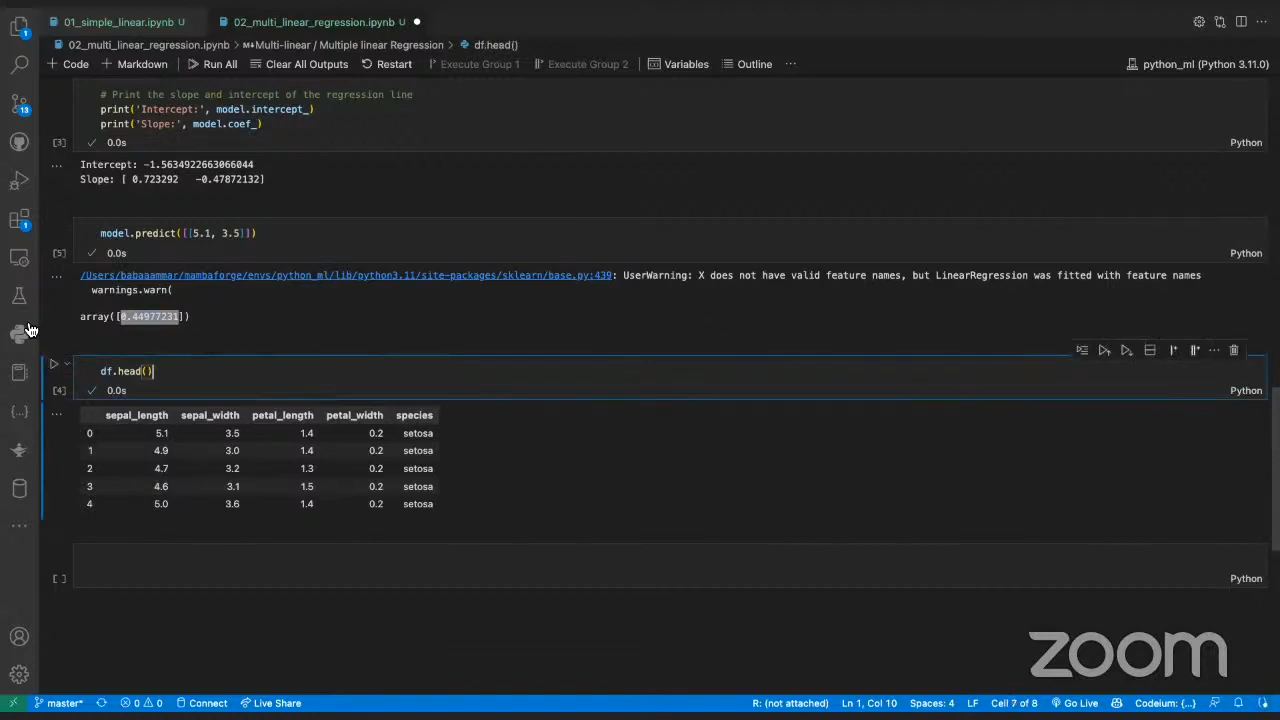 01_simple_linear.ipynb U
02_multi_linear_regression.ipynb U
02_multi_linear_regression.ipynb > Multi-linear / Multiple linear Regression > df.head()
+ Code + Markdown Run All Clear All Outputs Restart Execute Group 1 Execute Group 2 Variables Outline ... python_ml (Python 3.11.0)
1
13
1
# Print the slope and intercept of the regression line
print('Intercept:', model.intercept_)
print('Slope:', model.coef_)
[3] 0.0s Python
Intercept: -1.5634922663066044
Slope: [ 0.723292 -0.47872132]
model.predict([[5.1, 3.5]])
[5] 0.0s Python
/Users/babaaammar/mambaforge/envs/python_ml/lib/python3.11/site-packages/sklearn/base.py:439: UserWarning: X does not have valid feature names, but LinearRegression was fitted with feature names
warnings.warn(
array([0.44977231])
df.head()
[4] 0.0s Python
sepal_length sepal_width petal_length petal_width species
0 5.1 3.5 1.4 0.2 setosa
1 4.9 3.0 1.4 0.2 setosa
2 4.7 3.2 1.3 0.2 setosa
3 4.6 3.1 1.5 0.2 setosa
4 5.0 3.6 1.4 0.2 setosa
[ ] Python
zoom
master* 0 0 Connect Live Share R: (not attached) Ln 1, Col 10 Spaces: 4 LF Cell 7 of 8 Go Live Codeium: {...}